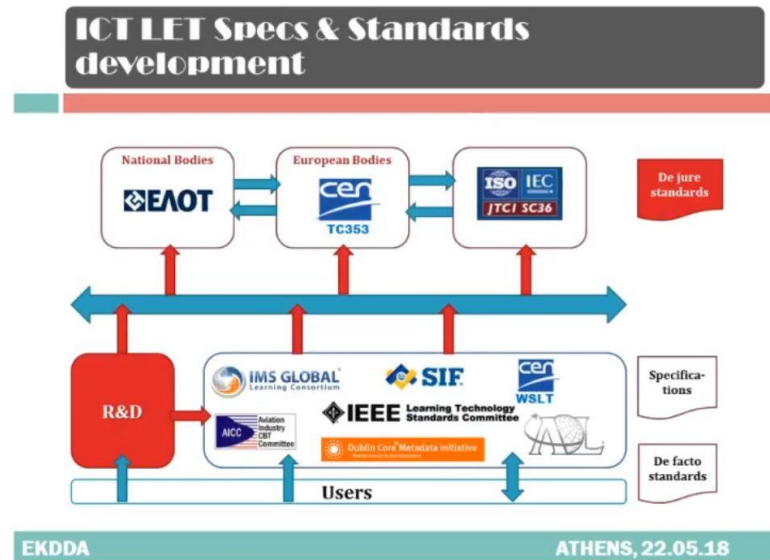 ICT LET Specs & Standards
development
National Bodies
ΕΛΟΤ
European Bodies
cen
TC353
ISO IEC
JTC1 SC36
De jure
standards
R&D
IMS GLOBAL
Learning Consortium
SIF
cen
WSLT
AICC
Aviation
Industry
CBT
Committee
IEEE Learning Technology
Standards Committee
Dublin Core Metadata Initiative
ADL
Specifica-
tions
De facto
standards
Users
EKDDA
ATHENS, 22.05.18